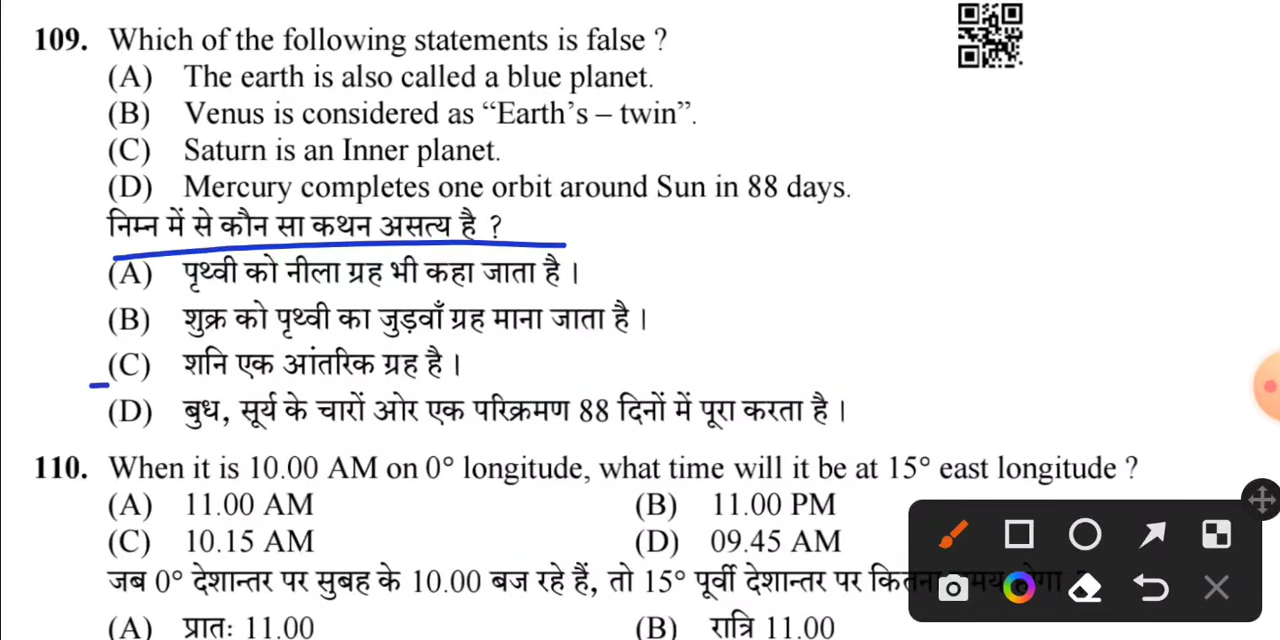 109. Which of the following statements is false ?
(A) The earth is also called a blue planet.
(B) Venus is considered as “Earth’s – twin”.
(C) Saturn is an Inner planet.
(D) Mercury completes one orbit around Sun in 88 days.
निम्न में से कौन सा कथन असत्य है ?
(A) पृथ्वी को नीला ग्रह भी कहा जाता है ।
(B) शुक्र को पृथ्वी का जुड़वाँ ग्रह माना जाता है ।
(C) शनि एक आंतरिक ग्रह है ।
(D) बुध, सूर्य के चारों ओर एक परिक्रमण 88 दिनों में पूरा करता है ।
110. When it is 10.00 AM on 0° longitude, what time will it be at 15° east longitude ?
(A) 11.00 AM (B) 11.00 PM
(C) 10.15 AM (D) 09.45 AM
जब 0° देशान्तर पर सुबह के 10.00 बज रहे हैं, तो 15° पूर्वी देशान्तर पर
(A) प्रातः 11.00 (B) रात्रि 11.00